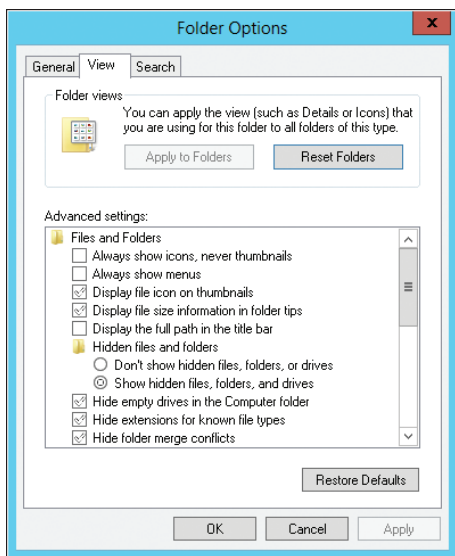 Folder Options
x
General View Search
Folder views
You can apply the view (such as Details or Icons) that
you are using for this folder to all folders of this type.
Apply to Folders Reset Folders
Advanced settings:
Files and Folders
Always show icons, never thumbnails
Always show menus
Display file icon on thumbnails
Display file size information in folder tips
Display the full path in the title bar
Hidden files and folders
Don't show hidden files, folders, or drives
Show hidden files, folders, and drives
Hide empty drives in the Computer folder
Hide extensions for known file types
Hide folder merge conflicts
Restore Defaults
OK Cancel Apply